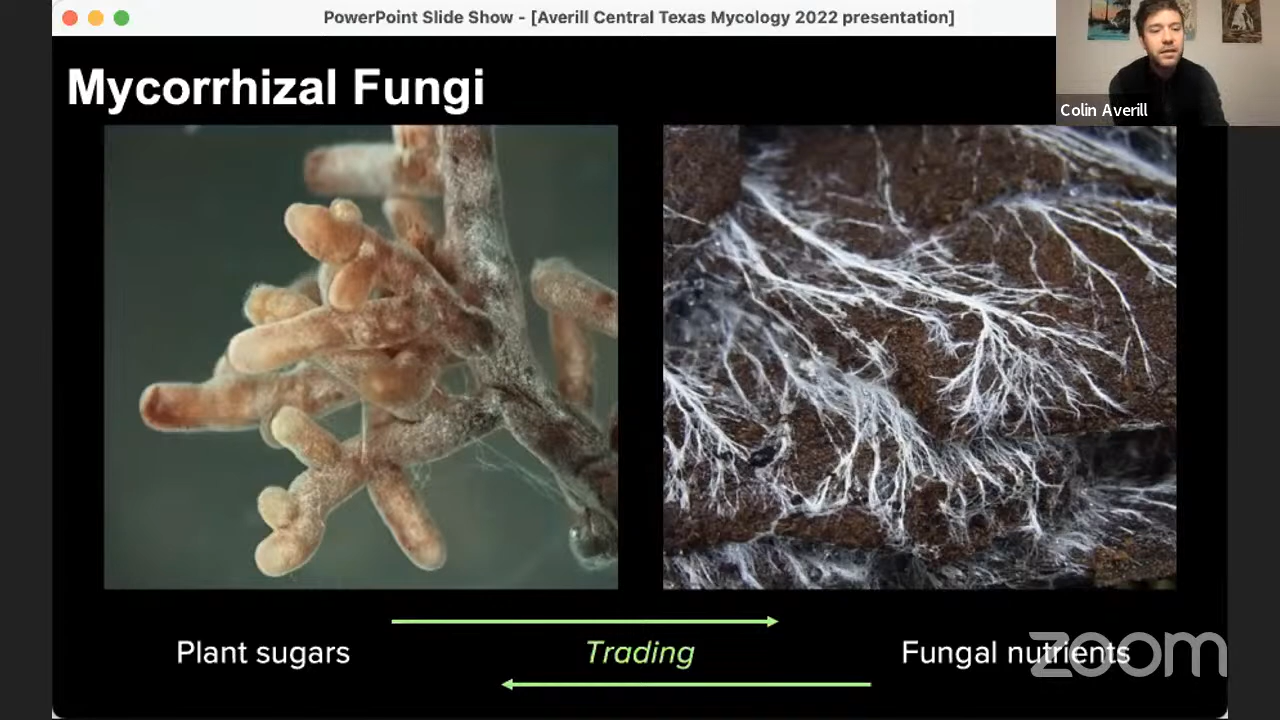 PowerPoint Slide Show - [Averill Central Texas Mycology 2022 presentation]
Mycorrhizal Fungi
Colin Averill
Plant sugars
Trading
Fungal nutrients
zoom